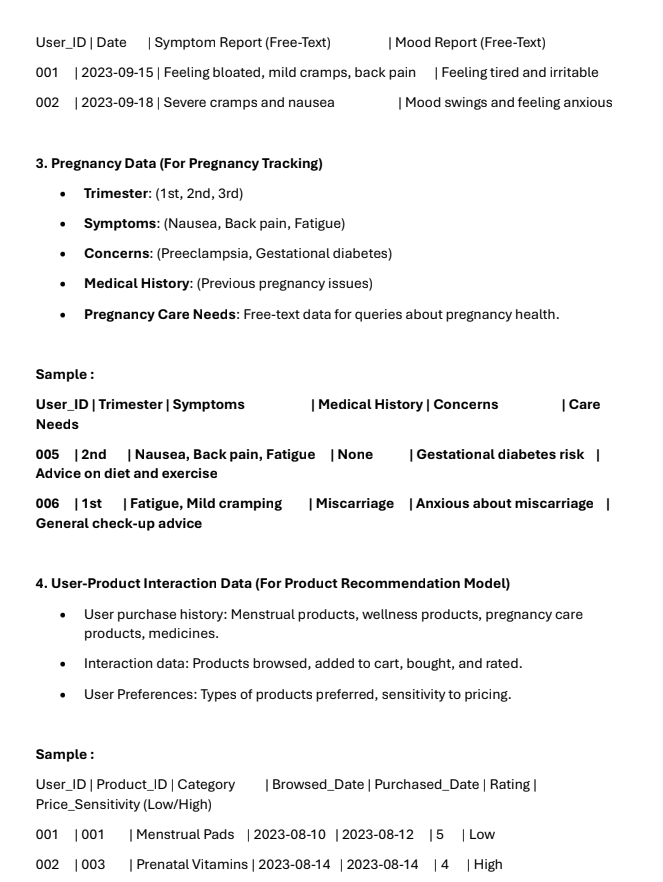 User_ID | Date | Symptom Report (Free-Text) | Mood Report (Free-Text)
001 | 2023-09-15 | Feeling bloated, mild cramps, back pain | Feeling tired and irritable
002 | 2023-09-18 | Severe cramps and nausea | Mood swings and feeling anxious
3. Pregnancy Data (For Pregnancy Tracking)
• Trimester: (1st, 2nd, 3rd)
• Symptoms: (Nausea, Back pain, Fatigue)
• Concerns: (Preeclampsia, Gestational diabetes)
• Medical History: (Previous pregnancy issues)
• Pregnancy Care Needs: Free-text data for queries about pregnancy health.
Sample :
User_ID | Trimester | Symptoms | Medical History | Concerns | Care
Needs
005 | 2nd | Nausea, Back pain, Fatigue | None | Gestational diabetes risk |
Advice on diet and exercise
006 | 1st | Fatigue, Mild cramping | Miscarriage | Anxious about miscarriage |
General check-up advice
4. User-Product Interaction Data (For Product Recommendation Model)
• User purchase history: Menstrual products, wellness products, pregnancy care
products, medicines.
• Interaction data: Products browsed, added to cart, bought, and rated.
• User Preferences: Types of products preferred, sensitivity to pricing.
Sample :
User_ID | Product_ID | Category | Browsed_Date | Purchased_Date | Rating |
Price_Sensitivity (Low/High)
001 | 001 | Menstrual Pads | 2023-08-10 | 2023-08-12 | 5 | Low
002 | 003 | Prenatal Vitamins | 2023-08-14 | 2023-08-14 | 4 | High